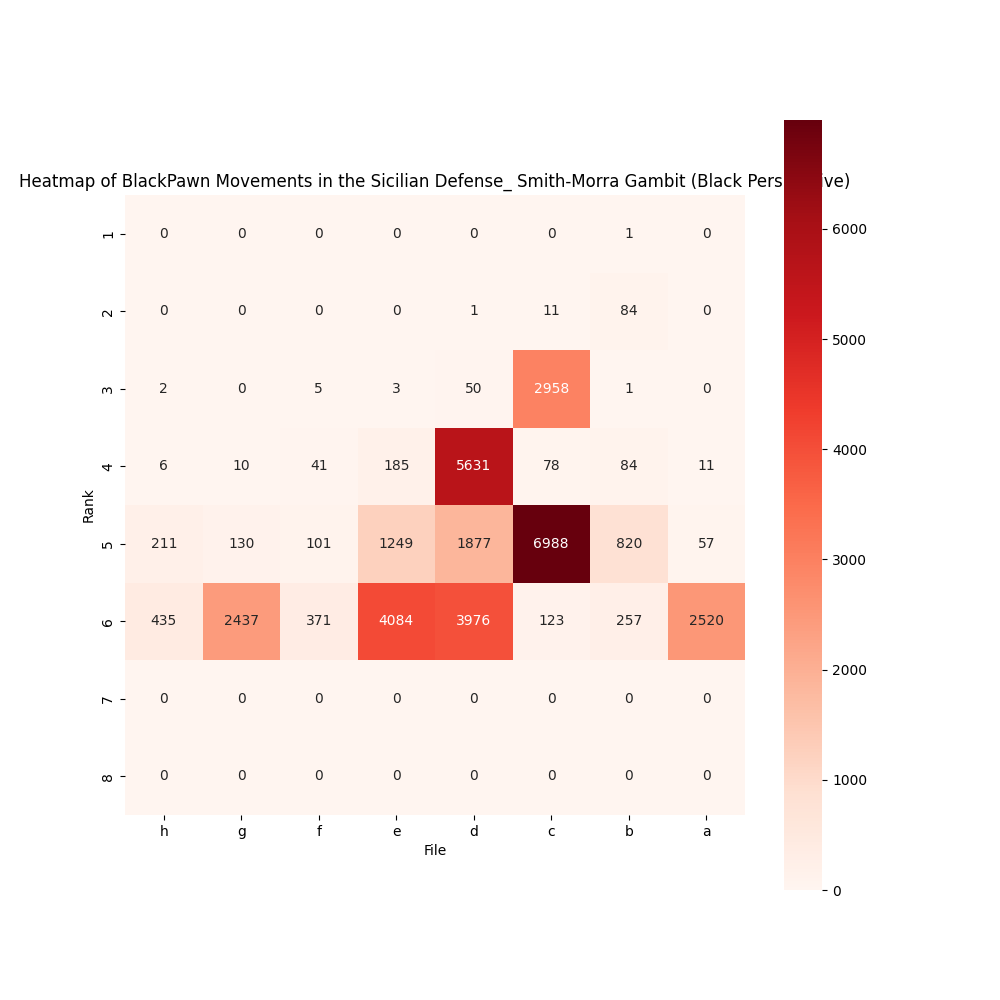 Heatmap of BlackPawn Movements in the Sicilian Defense_ Smith-Morra Gambit (Black Pers ive)
1 0 0 0 0 0 0 1 0
2 0 0 0 0 1 11 84 0
3 2 0 5 3 50 2958 1 0
4 6 10 41 185 5631 78 84 11
5 211 130 101 1249 1877 6988 820 57
6 435 2437 371 4084 3976 123 257 2520
7 0 0 0 0 0 0 0 0
8 0 0 0 0 0 0 0 0
h g f e d c b a
File
Rank
6000
5000
4000
3000
2000
1000
0